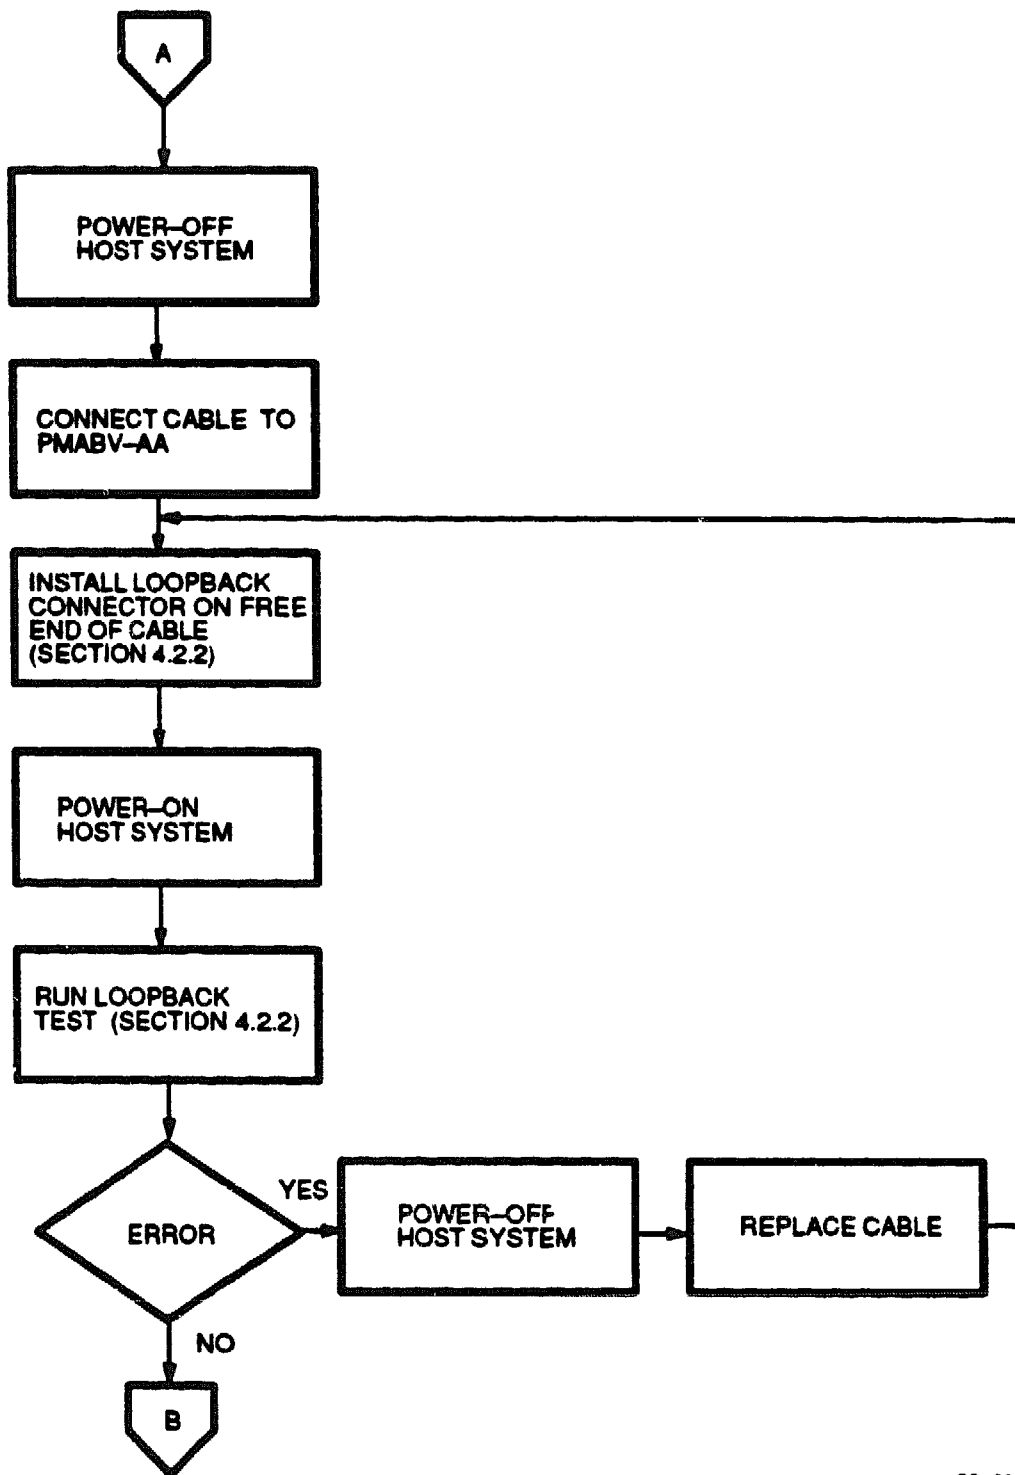 A
POWER–OFF
HOST SYSTEM
CONNECT CABLE TO
PMABV–AA
INSTALL LOOPBACK
CONNECTOR ON FREE
END OF CABLE
(SECTION 4.2.2)
POWER–ON
HOST SYSTEM
RUN LOOPBACK
TEST (SECTION 4.2.2)
ERROR
YES
POWER–OFF
HOST SYSTEM
REPLACE CABLE
NO
B